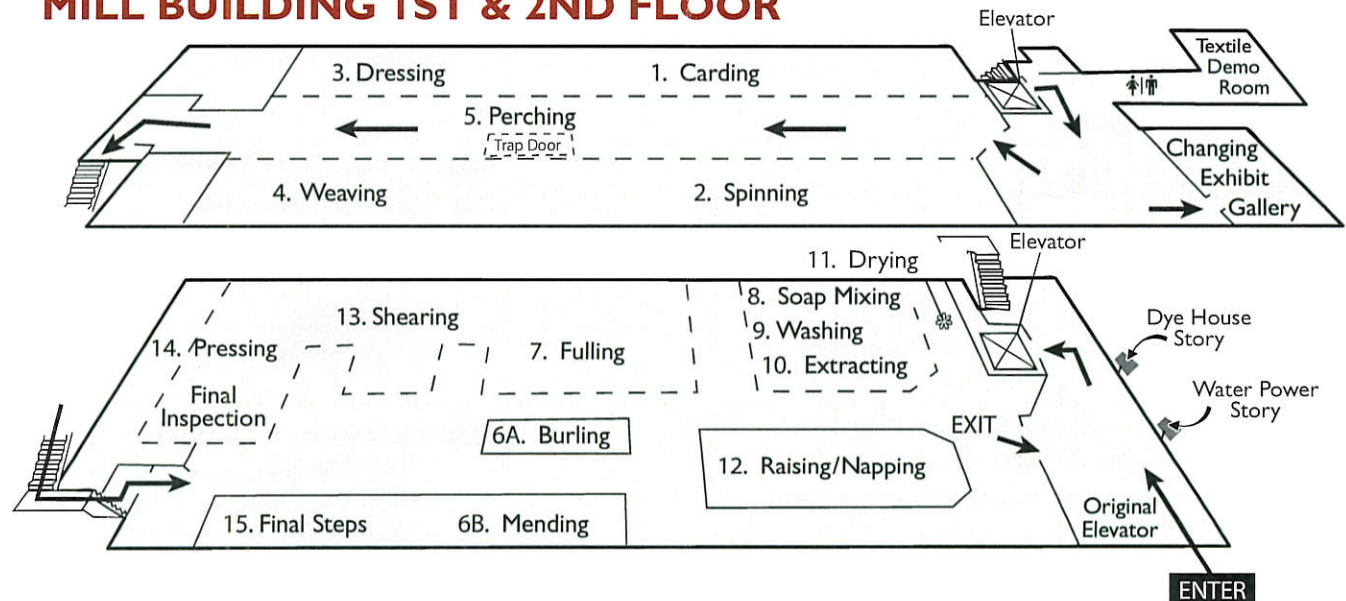 MILL BUILDING 1ST & 2ND FLOOR
Elevator
Textile
Demo
Room
3. Dressing
1. Carding
5. Perching
Trap Door
Changing
Exhibit
Gallery
4. Weaving
2. Spinning
Elevator
11. Drying
8. Soap Mixing
9. Washing
10. Extracting
13. Shearing
14. Pressing
7. Fulling
Final
Inspection
Dye House
Story
Water Power
Story
6A. Burling
EXIT
12. Raising/Napping
15. Final Steps
6B. Mending
Original
Elevator
ENTER